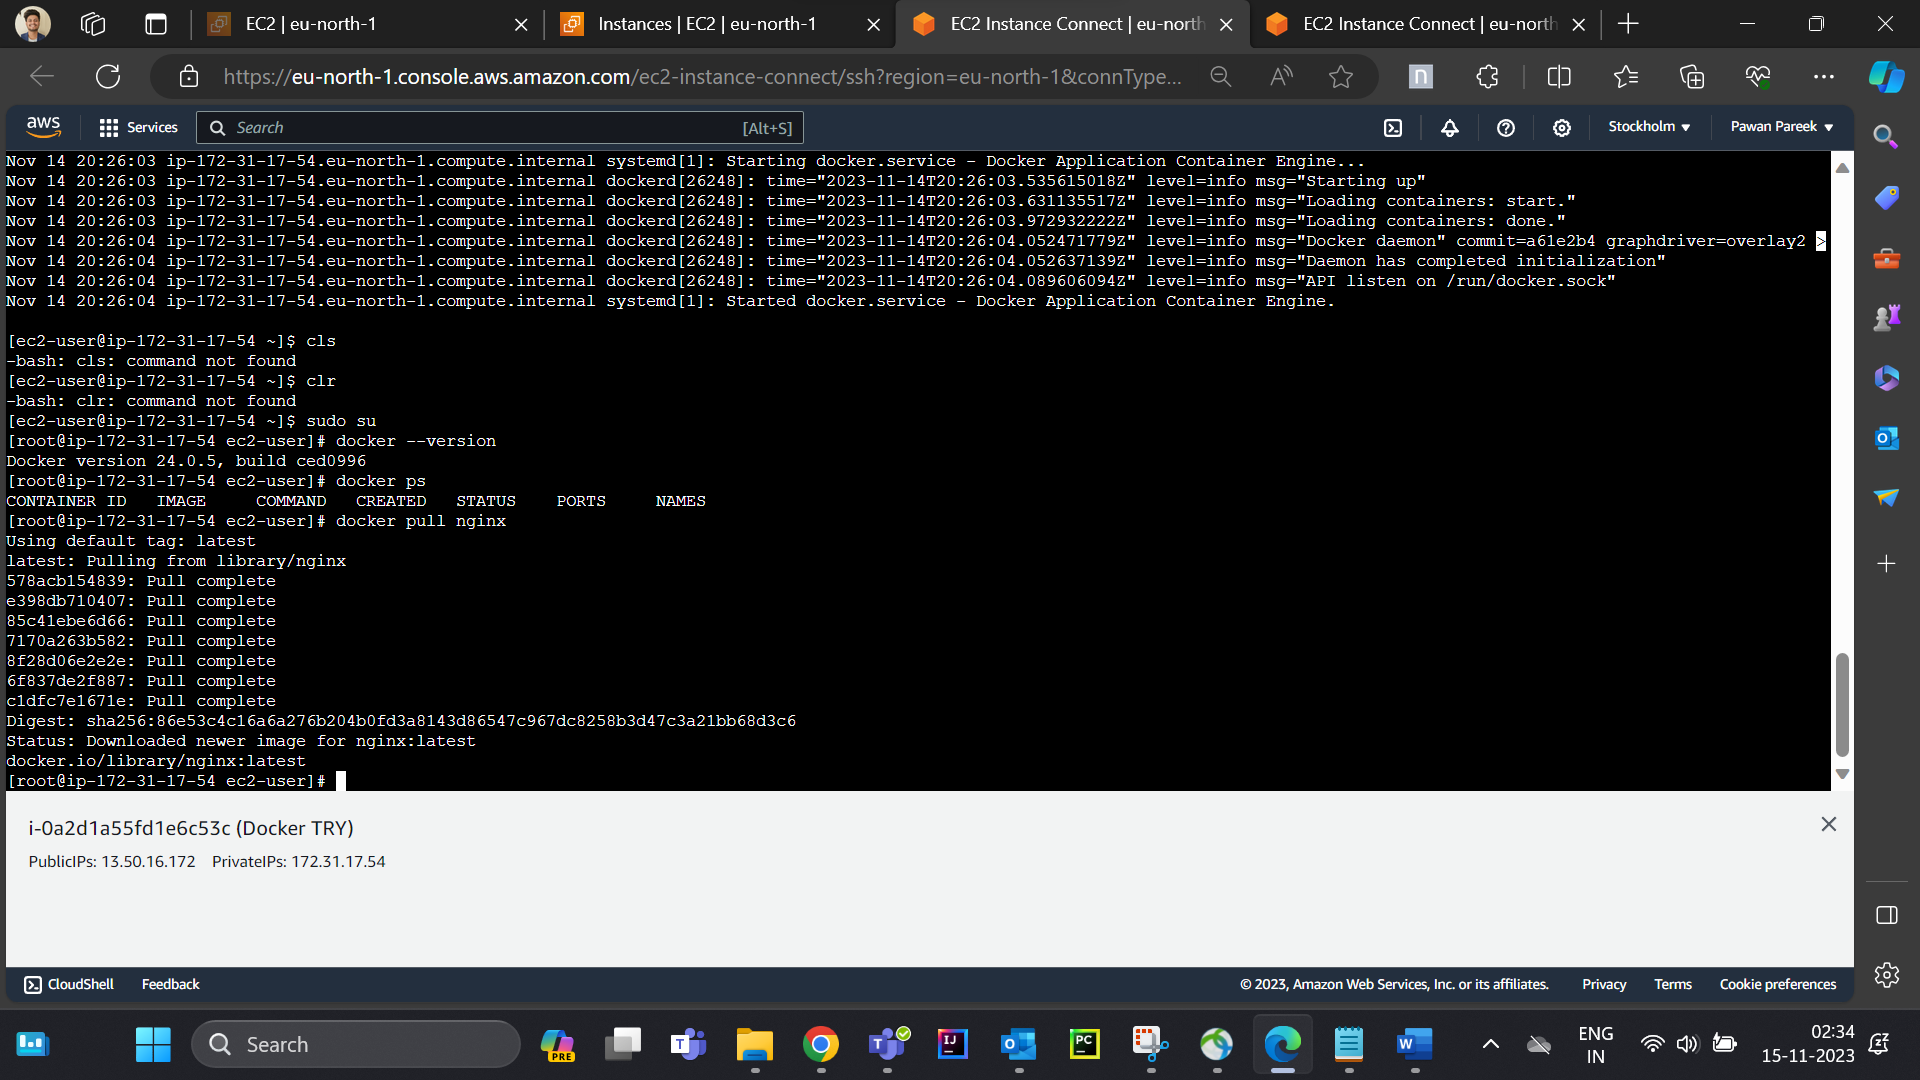 EC2 | eu-north-1
Instances | EC2 | eu-north-1
EC2 Instance Connect | eu-north
EC2 Instance Connect | eu-north
https://eu-north-1.console.aws.amazon.com/ec2-instance-connect/ssh?region=eu-north-1&connType...
aws
Services
Search
[Alt+S]
Stockholm
Pawan Pareek
Nov 14 20:26:03 ip-172-31-17-54.eu-north-1.compute.internal systemd[1]: Starting docker.service - Docker Application Container Engine...
Nov 14 20:26:03 ip-172-31-17-54.eu-north-1.compute.internal dockerd[26248]: time="2023-11-14T20:26:03.535615018Z" level=info msg="Starting up"
Nov 14 20:26:03 ip-172-31-17-54.eu-north-1.compute.internal dockerd[26248]: time="2023-11-14T20:26:03.631135517Z" level=info msg="Loading containers: start."
Nov 14 20:26:03 ip-172-31-17-54.eu-north-1.compute.internal dockerd[26248]: time="2023-11-14T20:26:03.972932222Z" level=info msg="Loading containers: done."
Nov 14 20:26:04 ip-172-31-17-54.eu-north-1.compute.internal dockerd[26248]: time="2023-11-14T20:26:04.052471779Z" level=info msg="Docker daemon" commit=a61e2b4 graphdriver=overlay2 >
Nov 14 20:26:04 ip-172-31-17-54.eu-north-1.compute.internal dockerd[26248]: time="2023-11-14T20:26:04.052637139Z" level=info msg="Daemon has completed initialization"
Nov 14 20:26:04 ip-172-31-17-54.eu-north-1.compute.internal dockerd[26248]: time="2023-11-14T20:26:04.089606094Z" level=info msg="API listen on /run/docker.sock"
Nov 14 20:26:04 ip-172-31-17-54.eu-north-1.compute.internal systemd[1]: Started docker.service - Docker Application Container Engine.
[ec2-user@ip-172-31-17-54 ~]$ cls
-bash: cls: command not found
[ec2-user@ip-172-31-17-54 ~]$ clr
-bash: clr: command not found
[ec2-user@ip-172-31-17-54 ~]$ sudo su
[root@ip-172-31-17-54 ec2-user]# docker --version
Docker version 24.0.5, build ced0996
[root@ip-172-31-17-54 ec2-user]# docker ps
CONTAINER ID   IMAGE     COMMAND   CREATED   STATUS    PORTS     NAMES
[root@ip-172-31-17-54 ec2-user]# docker pull nginx
Using default tag: latest
latest: Pulling from library/nginx
578acb154839: Pull complete
e398db710407: Pull complete
85c41ebe6d66: Pull complete
7170a263b582: Pull complete
8f28d06e2e2e: Pull complete
6f837de2f887: Pull complete
c1dfc7e1671e: Pull complete
Digest: sha256:86e53c4c16a6a276b204b0fd3a8143d86547c967dc8258b3d47c3a21bb68d3c6
Status: Downloaded newer image for nginx:latest
docker.io/library/nginx:latest
[root@ip-172-31-17-54 ec2-user]#
i-0a2d1a55fd1e6c53c (Docker TRY)
PublicIPs: 13.50.16.172 PrivateIPs: 172.31.17.54
CloudShell
Feedback
© 2023, Amazon Web Services, Inc. or its affiliates.
Privacy
Terms
Cookie preferences
Search
PRE
ENG
IN
02:34
15-11-2023